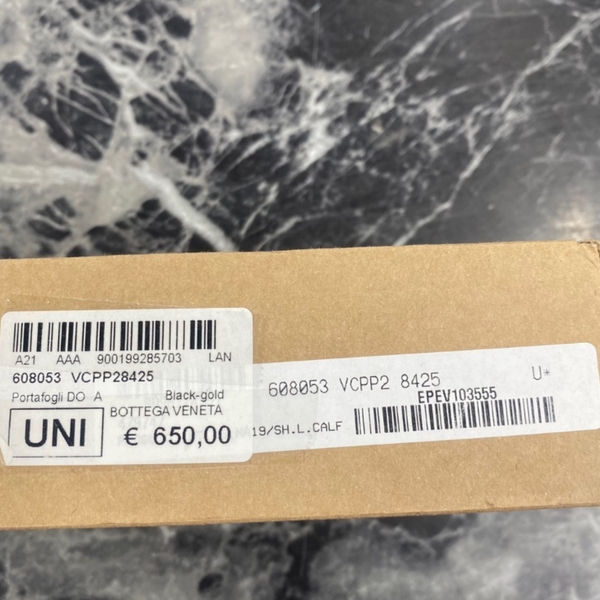 A21 AAA 900199285703 LAN
608053 VCPP28425
Portafogli DO A Black-gold
BOTTEGA VENETA
UNI € 650,00
608053 VCPP2 8425 U*
EPEV103555
19/SH.L.CALF